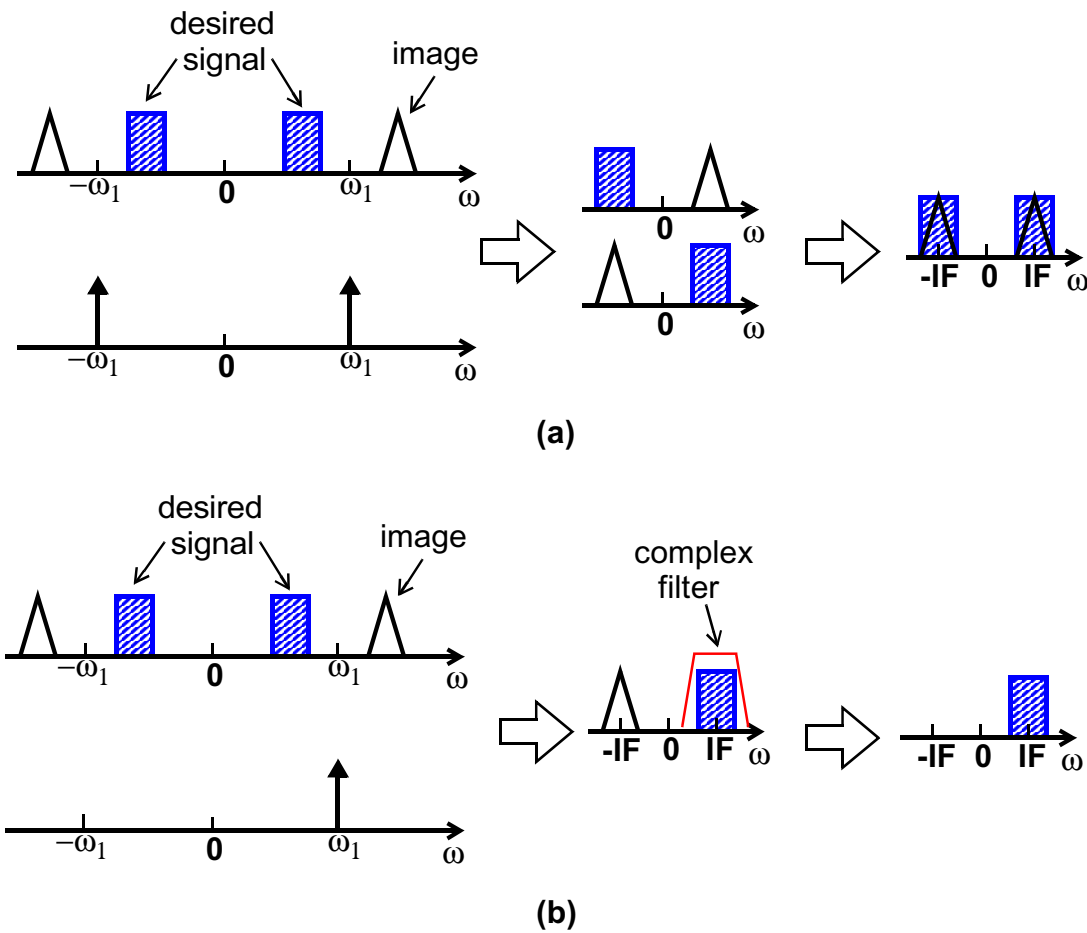 desired
signal
image
−ω1 0 ω1 ω
−ω1 0 ω1 ω
0 ω
0 ω
-IF 0 IF ω
(a)
desired
signal
image
−ω1 0 ω1 ω
−ω1 0 ω1 ω
complex
filter
-IF 0 IF ω
-IF 0 IF ω
(b)